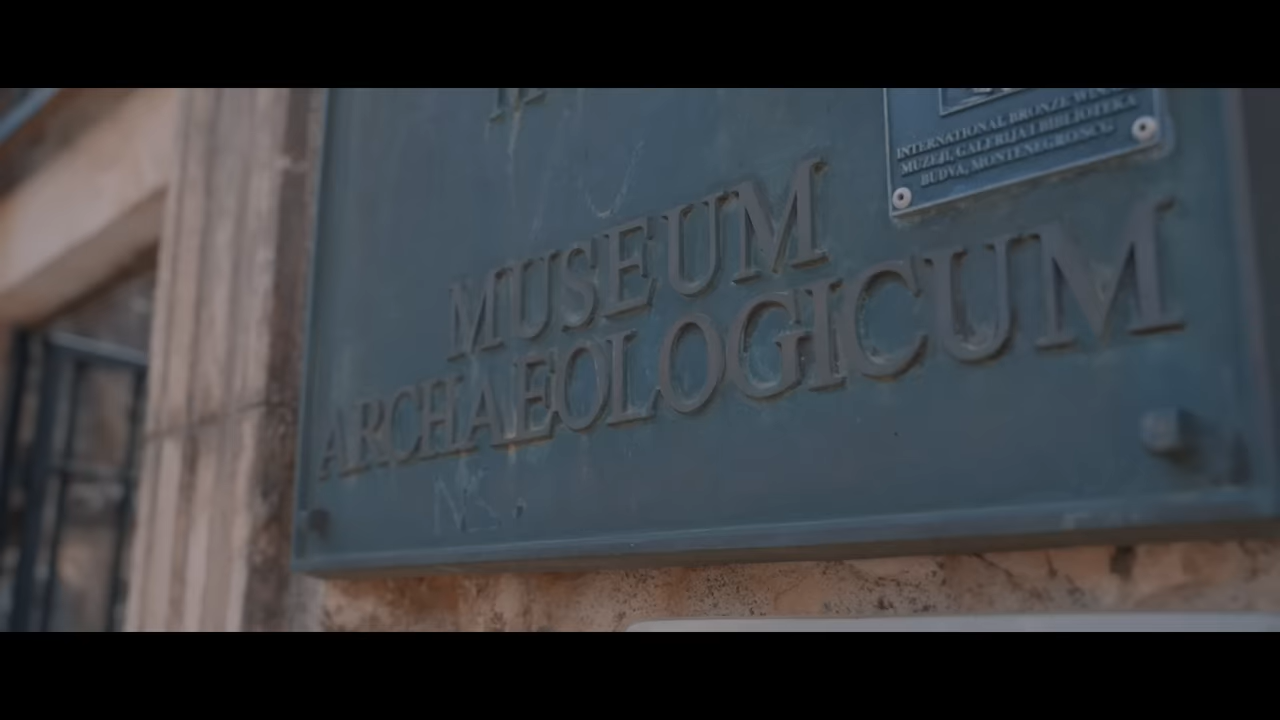 MUSEUM
ARCHAEOLOGICUM
INTERNATIONAL BRONZE
MUZEJI, GALERIJA I BIBLIOTEKA
BUDVA, MONTENEGRO